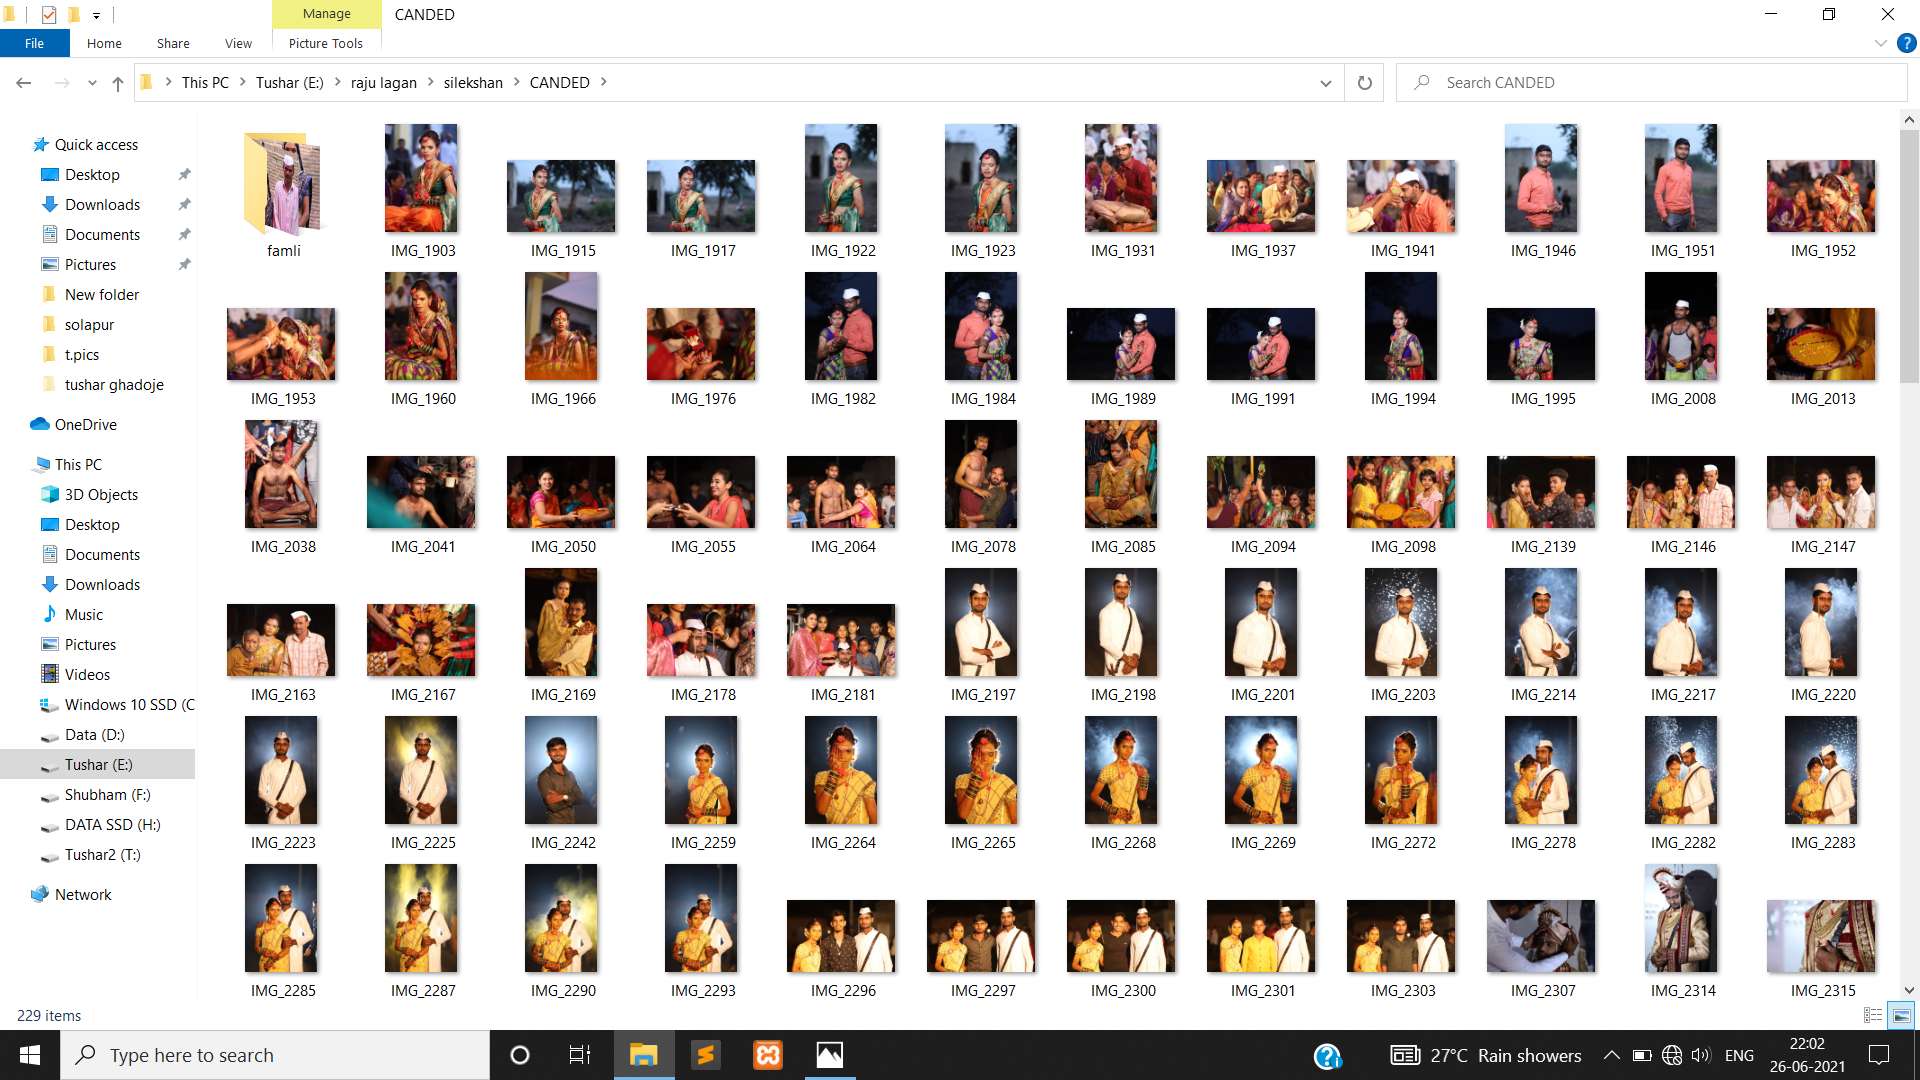 Manage
CANDED
File
Home
Share
View
Picture Tools
This PC
Tushar (E:)
raju lagan
silekshan
CANDED
Search CANDED
Quick access
Desktop
Downloads
Documents
Pictures
New folder
solapur
t.pics
tushar ghadoje
OneDrive
This PC
3D Objects
Desktop
Documents
Downloads
Music
Pictures
Videos
Windows 10 SSD (C
Data (D:)
Tushar (E:)
Shubham (F:)
DATA SSD (H:)
Tushar2 (T:)
Network
famli
IMG_1903
IMG_1915
IMG_1917
IMG_1922
IMG_1923
IMG_1931
IMG_1937
IMG_1941
IMG_1946
IMG_1951
IMG_1952
IMG_1953
IMG_1960
IMG_1966
IMG_1976
IMG_1982
IMG_1984
IMG_1989
IMG_1991
IMG_1994
IMG_1995
IMG_2008
IMG_2013
IMG_2038
IMG_2041
IMG_2050
IMG_2055
IMG_2064
IMG_2078
IMG_2085
IMG_2094
IMG_2098
IMG_2139
IMG_2146
IMG_2147
IMG_2163
IMG_2167
IMG_2169
IMG_2178
IMG_2181
IMG_2197
IMG_2198
IMG_2201
IMG_2203
IMG_2214
IMG_2217
IMG_2220
IMG_2223
IMG_2225
IMG_2242
IMG_2259
IMG_2264
IMG_2265
IMG_2268
IMG_2269
IMG_2272
IMG_2278
IMG_2282
IMG_2283
IMG_2285
IMG_2287
IMG_2290
IMG_2293
IMG_2296
IMG_2297
IMG_2300
IMG_2301
IMG_2303
IMG_2307
IMG_2314
IMG_2315
229 items
Type here to search
27°C Rain showers
ENG
22:02
26-06-2021